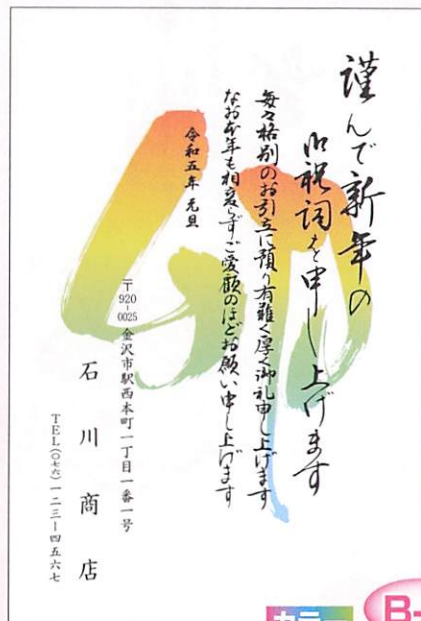 謹んで新年の
御祝詞を申し上げます
毎々格別のお引立に預り有難く厚く御礼申し上げます
なお本年も相変らずご愛顧のほどお願い申し上げます
令和五年 元旦
卯
〒920-0025 金沢市駅西本町一丁目一番一号
石川商店
TEL(〇七六)一二三ー四五六七
カラー
B-